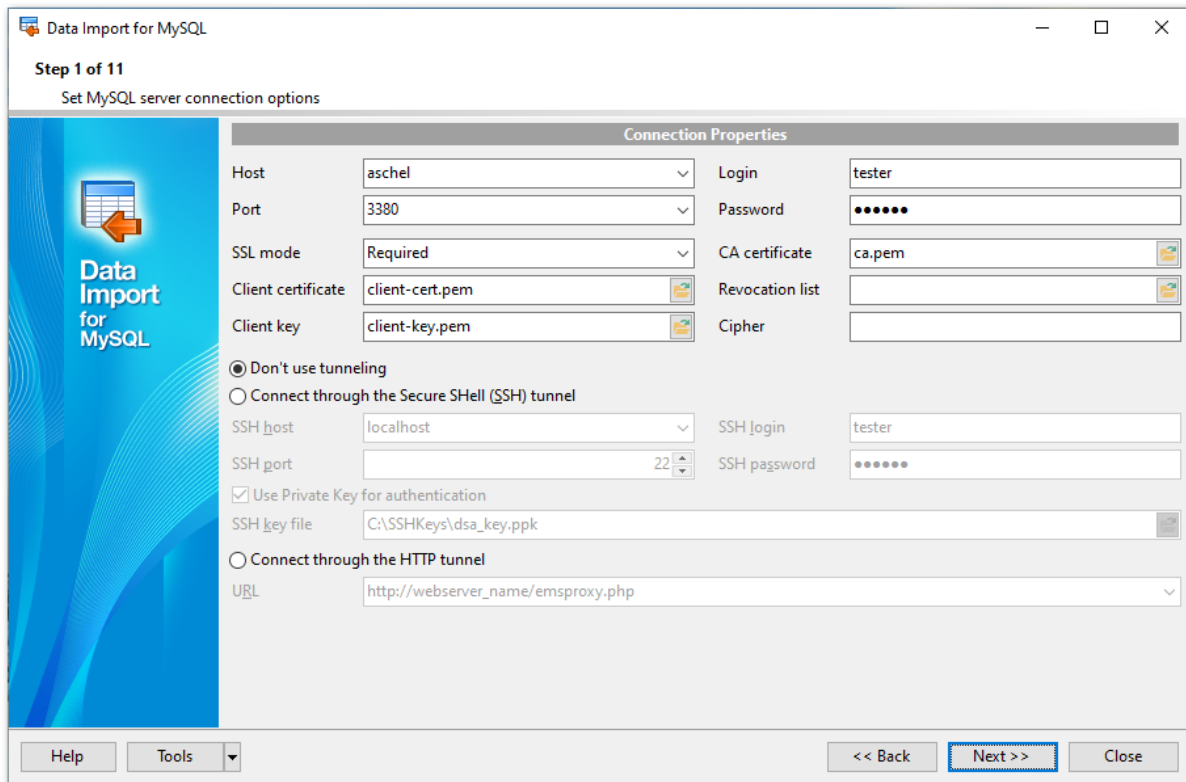 Data Import for MySQL
Step 1 of 11
Set MySQL server connection options
Data
Import
for
MySQL
Connection Properties
Host aschel Login tester
Port 3380 Password ●●●●●●
SSL mode Required CA certificate ca.pem
Client certificate client-cert.pem Revocation list
Client key client-key.pem Cipher
Don't use tunneling
Connect through the Secure SHell (SSH) tunnel
SSH host localhost SSH login tester
SSH port 22 SSH password ●●●●●●
Use Private Key for authentication
SSH key file C:\SSHKeys\dsa_key.ppk
Connect through the HTTP tunnel
URL http://webserver_name/emsproxy.php
Help Tools << Back Next >> Close